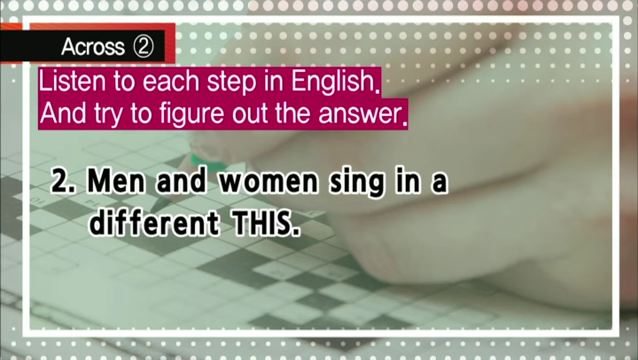 Across ②
Listen to each step in English.
And try to figure out the answer.
2. Men and women sing in a
different THIS.